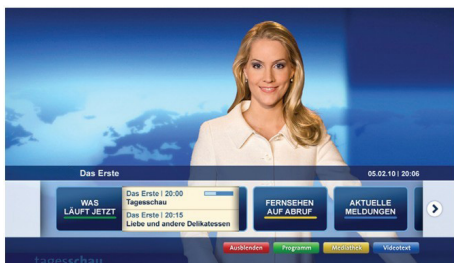 Das Erste
05.02.10 | 20:06
WAS
LÄUFT JETZT
Das Erste | 20:00
Tagesschau
Das Erste | 20:15
Liebe und andere Delikatessen
FERNSEHEN
AUF ABRUF
AKTUELLE
MELDUNGEN
Ausblenden
Programm
Mediathek
Videotext
tagesschau